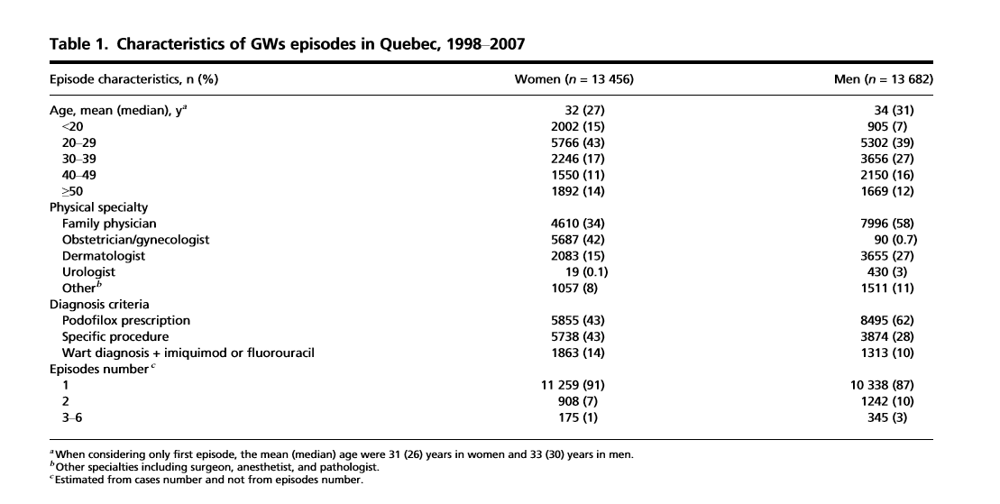 Table 1. Characteristics of GWs episodes in Quebec, 1998–2007
Episode characteristics, n (%) Women (n = 13 456) Men (n = 13 682)
Age, mean (median), yᵃ 32 (27) 34 (31)
<20 2002 (15) 905 (7)
20–29 5766 (43) 5302 (39)
30–39 2246 (17) 3656 (27)
40–49 1550 (11) 2150 (16)
≥50 1892 (14) 1669 (12)
Physical specialty
Family physician 4610 (34) 7996 (58)
Obstetrician/gynecologist 5687 (42) 90 (0.7)
Dermatologist 2083 (15) 3655 (27)
Urologist 19 (0.1) 430 (3)
Otherᵇ 1057 (8) 1511 (11)
Diagnosis criteria
Podofilox prescription 5855 (43) 8495 (62)
Specific procedure 5738 (43) 3874 (28)
Wart diagnosis + imiquimod or fluorouracil 1863 (14) 1313 (10)
Episodes numberᶜ
1 11 259 (91) 10 338 (87)
2 908 (7) 1242 (10)
3–6 175 (1) 345 (3)
ᵃWhen considering only first episode, the mean (median) age were 31 (26) years in women and 33 (30) years in men.
ᵇOther specialties including surgeon, anesthetist, and pathologist.
ᶜEstimated from cases number and not from episodes number.